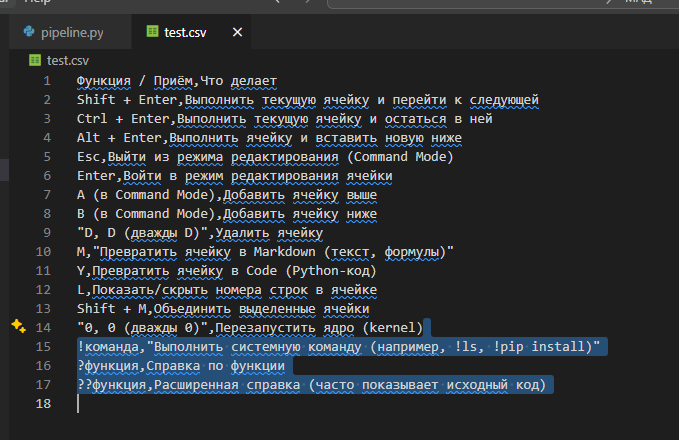 Help
pipeline.py
test.csv
test.csv
1 Функция / Приём,Что делает
2 Shift + Enter,Выполнить текущую ячейку и перейти к следующей
3 Ctrl + Enter,Выполнить текущую ячейку и остаться в ней
4 Alt + Enter,Выполнить ячейку и вставить новую ниже
5 Esc,Выйти из режима редактирования (Command Mode)
6 Enter,Войти в режим редактирования ячейки
7 A (в Command Mode),Добавить ячейку выше
8 B (в Command Mode),Добавить ячейку ниже
9 "D, D (дважды D)",Удалить ячейку
10 M,"Превратить ячейку в Markdown (текст, формулы)"
11 Y,Превратить ячейку в Code (Python-код)
12 L,Показать/скрыть номера строк в ячейке
13 Shift + M,Объединить выделенные ячейки
14 "0, 0 (дважды 0)",Перезапустить ядро (kernel)
15 !команда,"Выполнить системную команду (например, !ls, !pip install)"
16 ?функция,Справка по функции
17 ??функция,Расширенная справка (часто показывает исходный код)
18